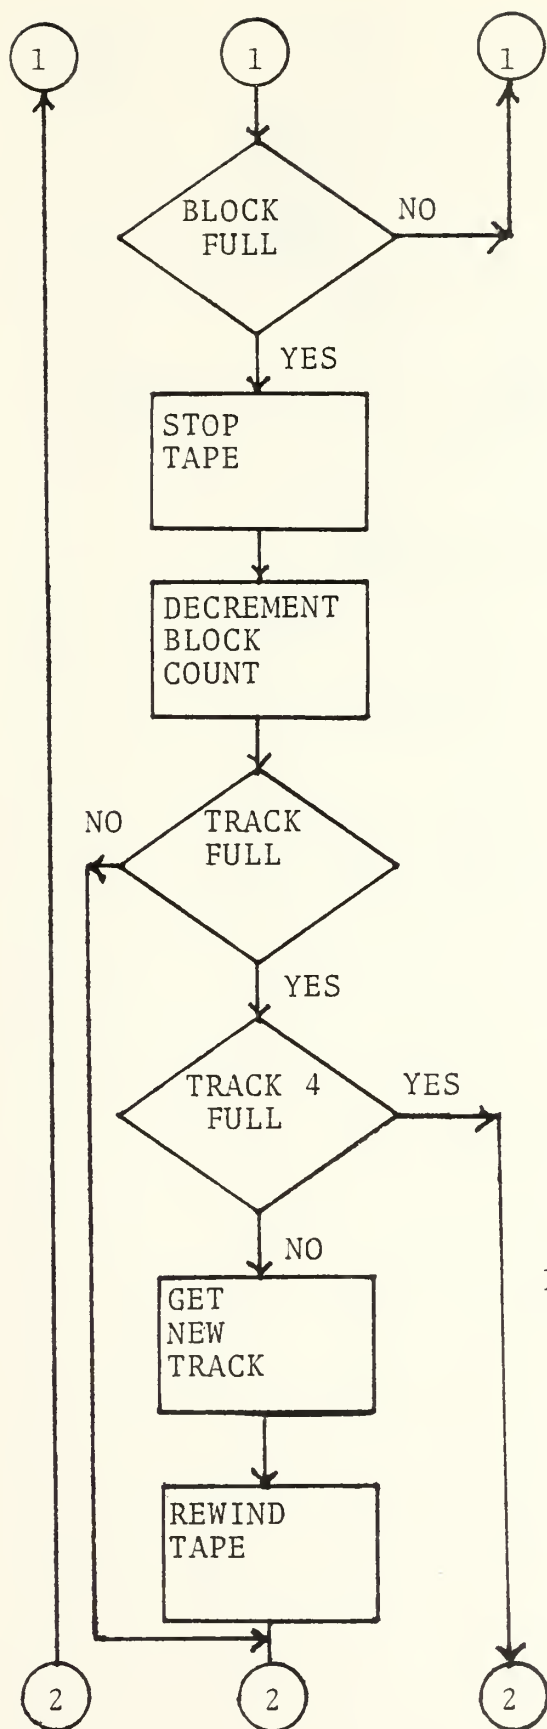 1
1
1
BLOCK
FULL
NO
YES
STOP
TAPE
DECREMENT
BLOCK
COUNT
NO
TRACK
FULL
YES
TRACK 4
FULL
YES
NO
GET
NEW
TRACK
REWIND
TAPE
2
2
2